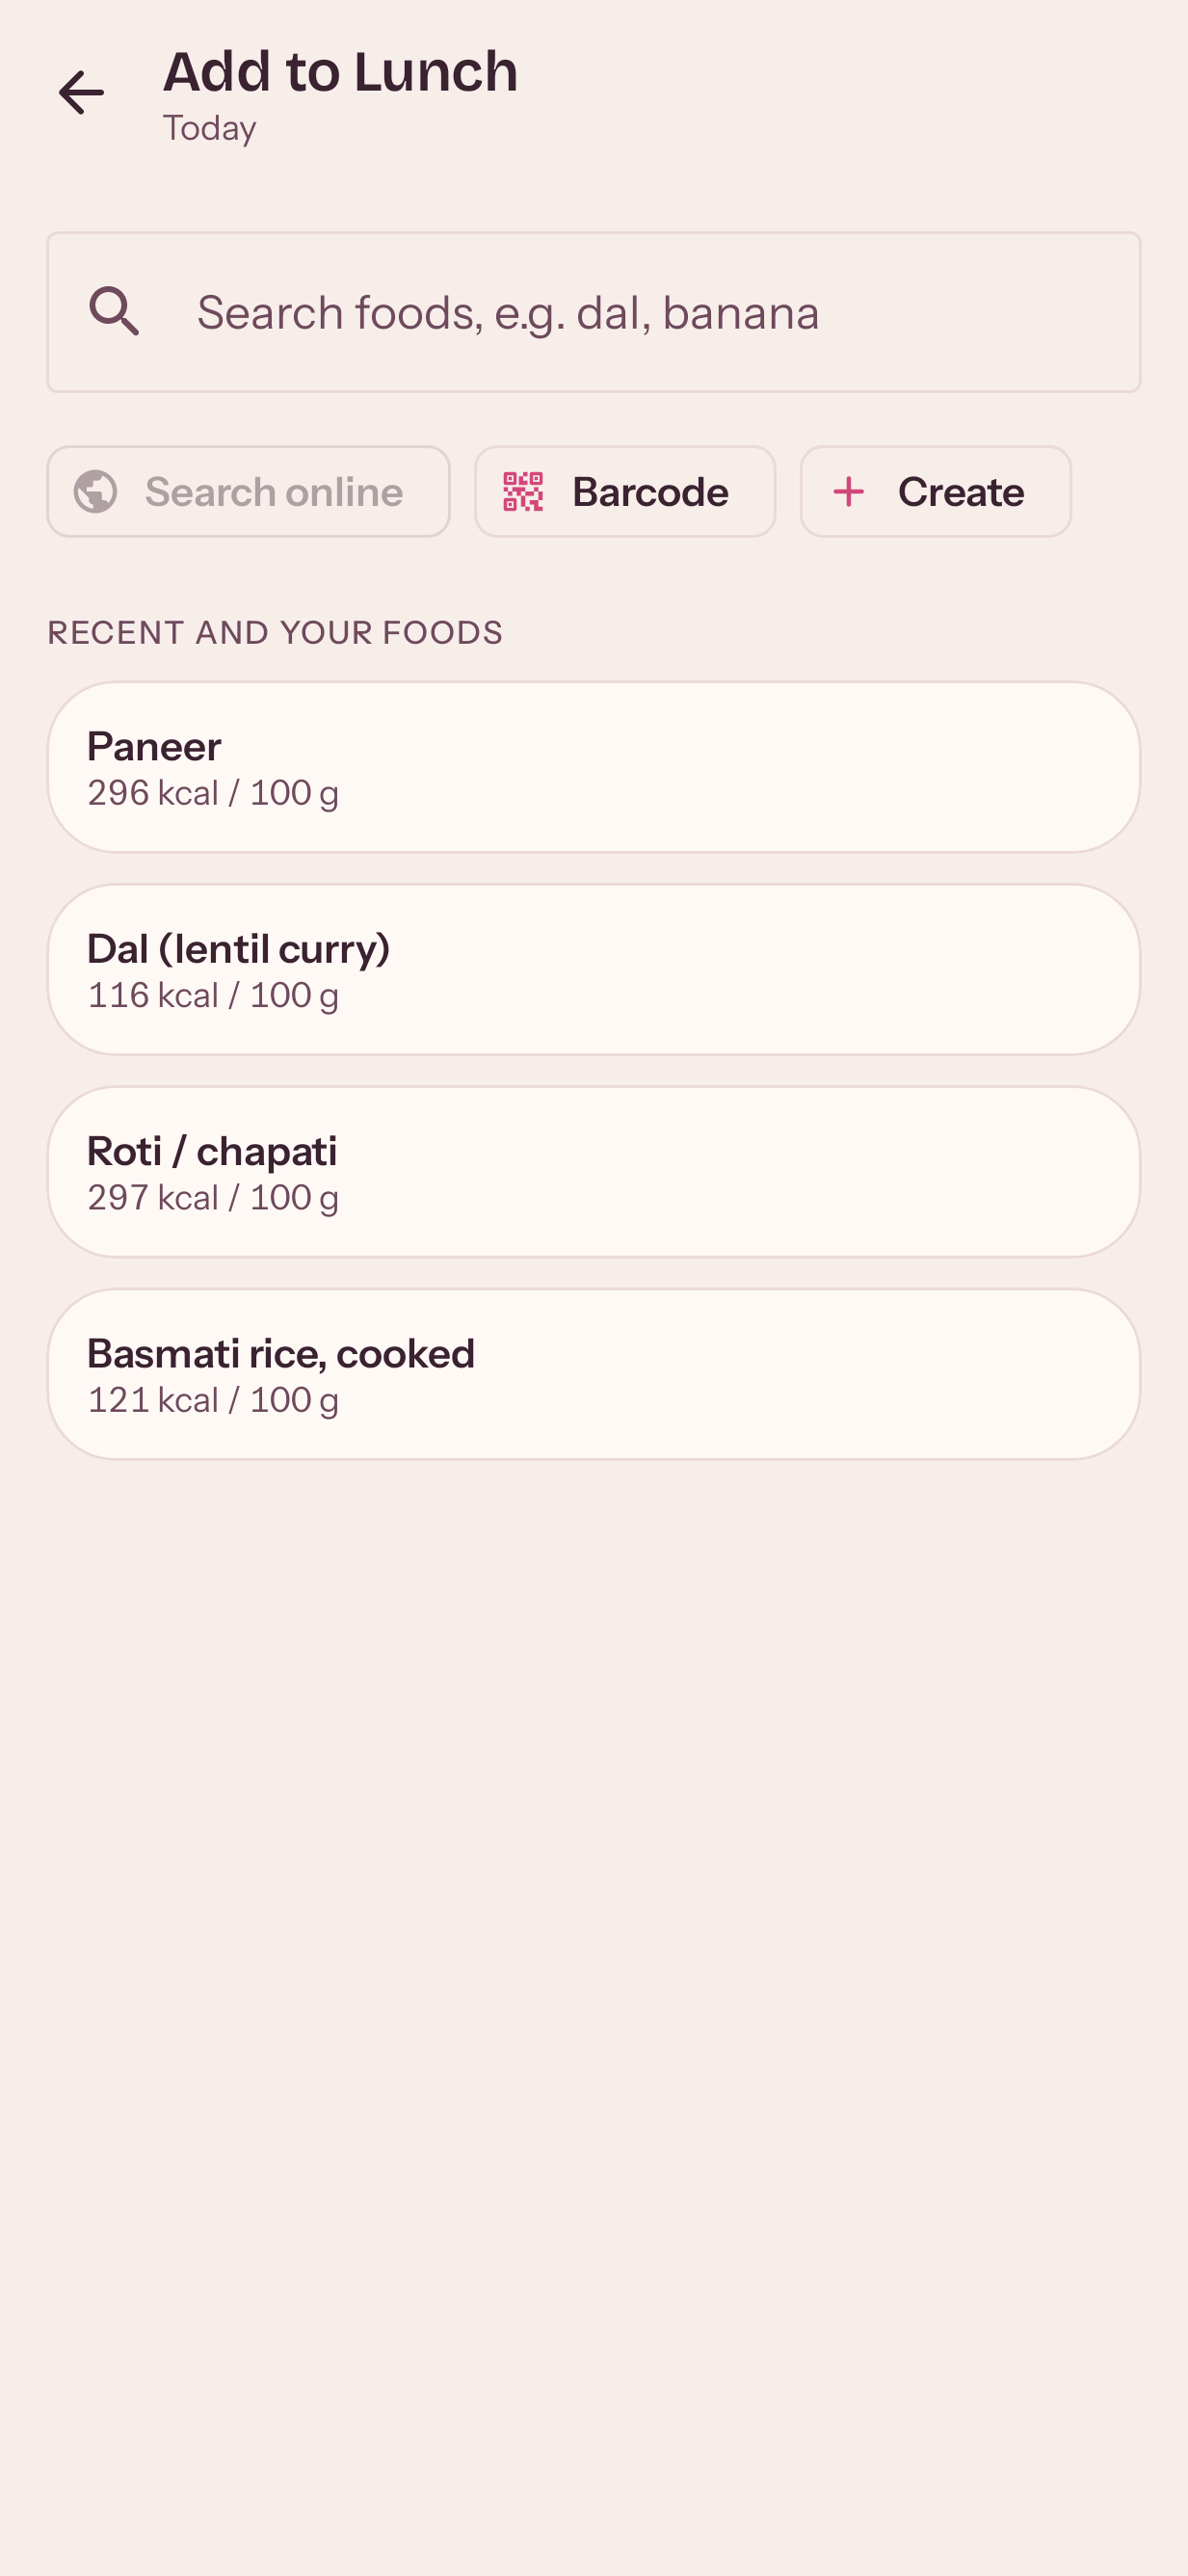 Add to Lunch
Today
Search foods, e.g. dal, banana
Search online
Barcode
Create
RECENT AND YOUR FOODS
Paneer
296 kcal / 100 g
Dal (lentil curry)
116 kcal / 100 g
Roti / chapati
297 kcal / 100 g
Basmati rice, cooked
121 kcal / 100 g